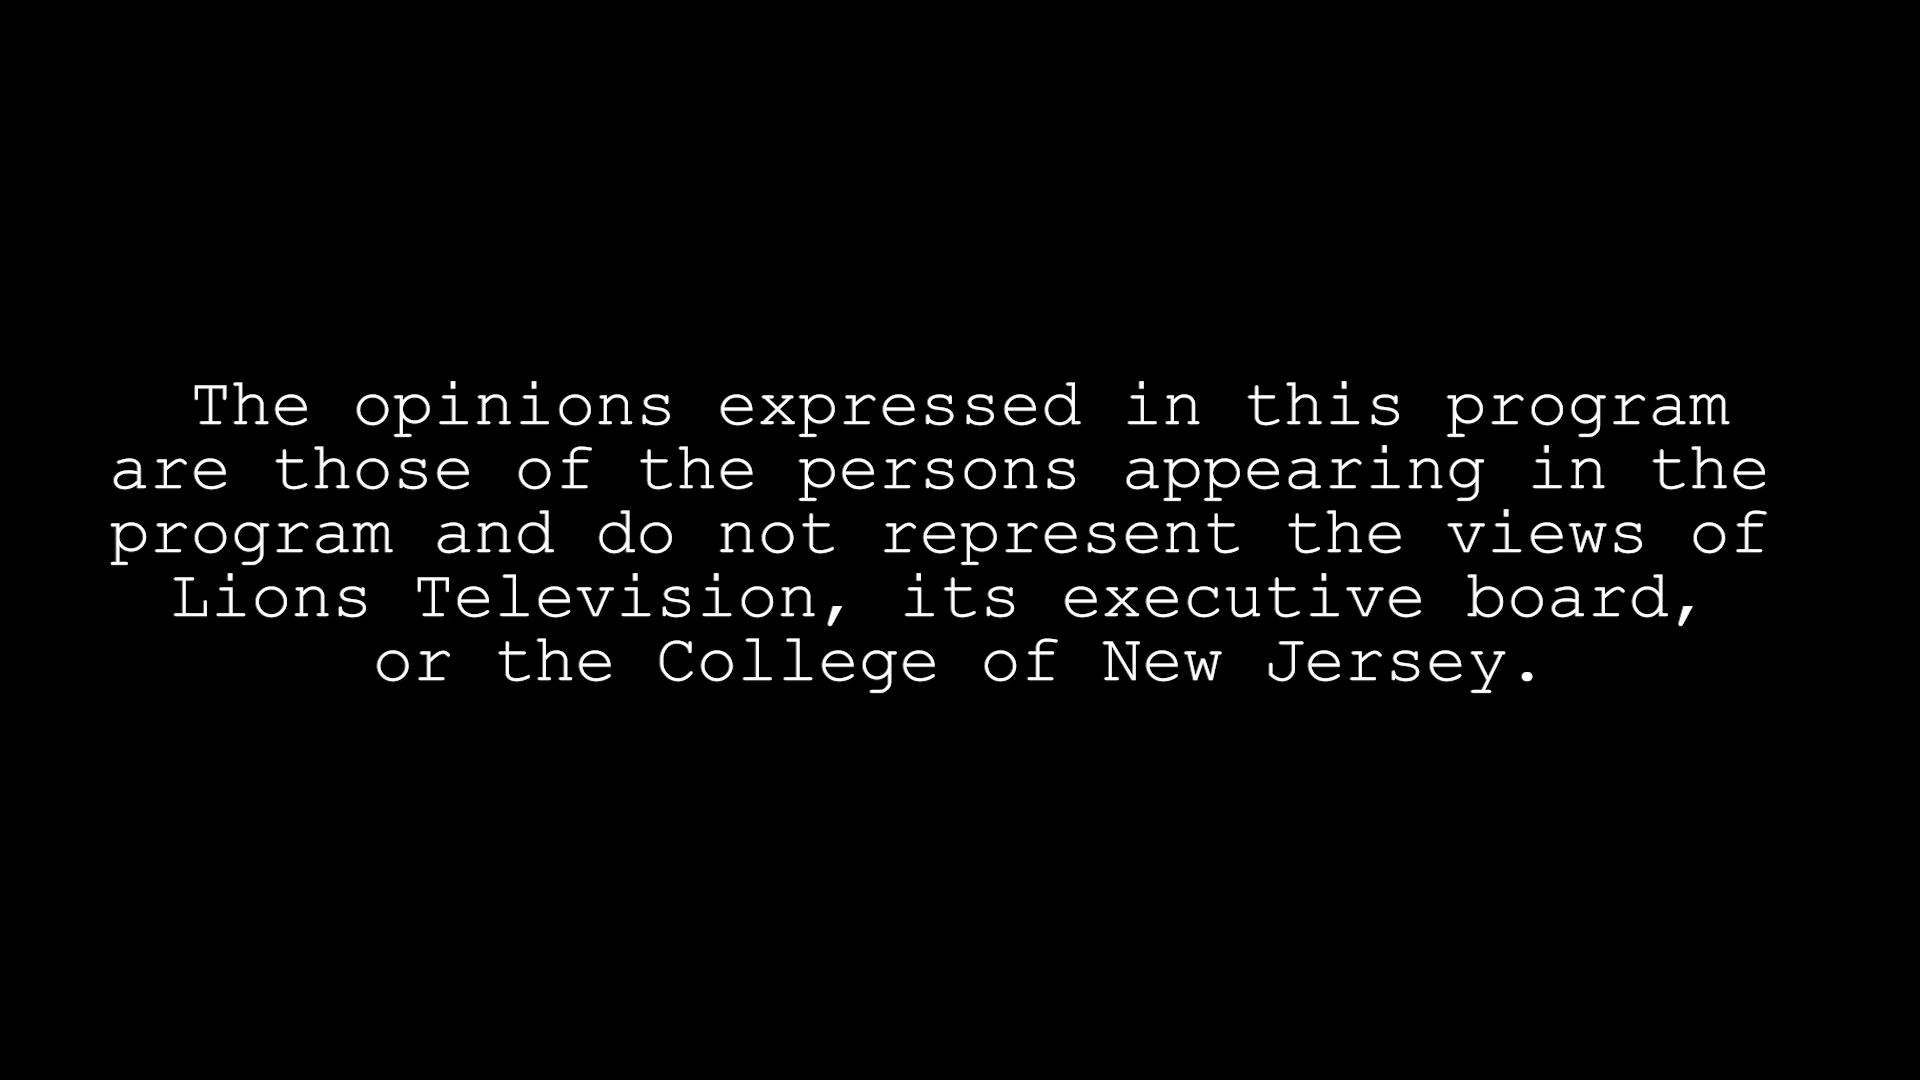 The opinions expressed in this program
are those of the persons appearing in the
program and do not represent the views of
Lions Television, its executive board,
or the College of New Jersey.